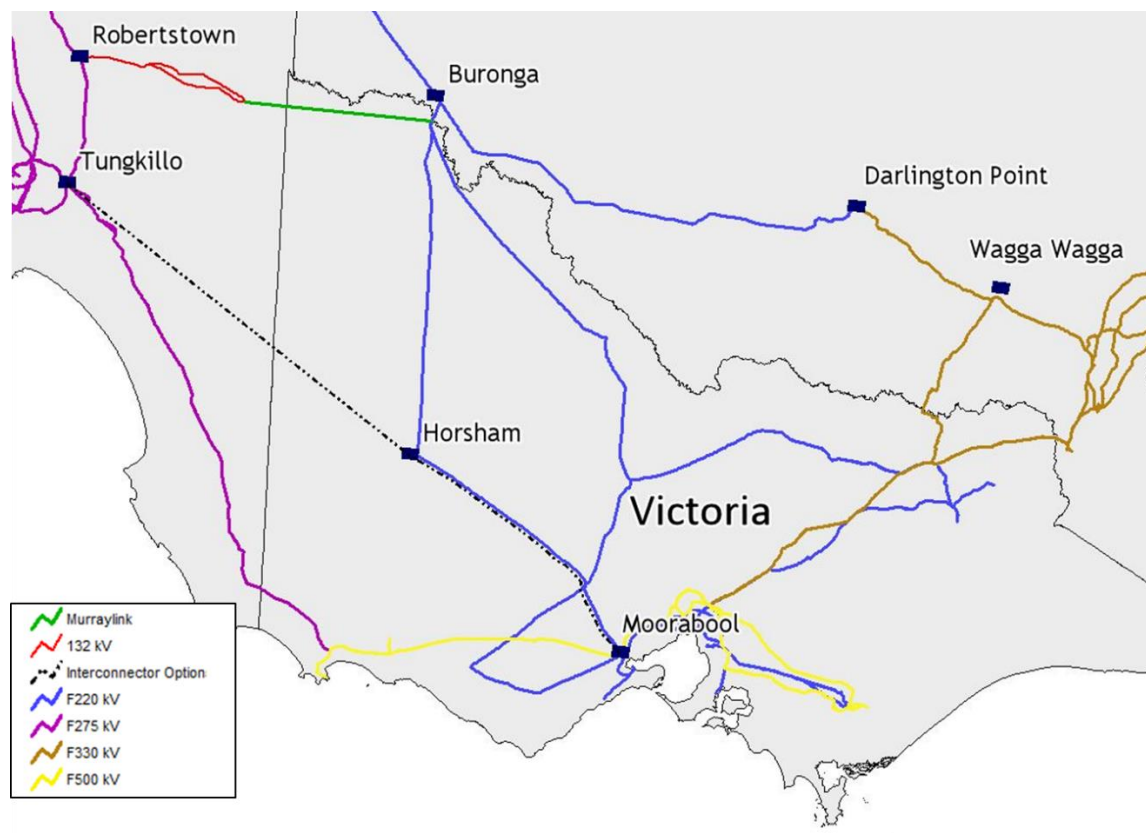 Robertstown
Buronga
Tungkillo
Darlington Point
Wagga Wagga
Horsham
Victoria
Moorabool
Murraylink
132 kV
Interconnector Option
F220 kV
F275 kV
F330 kV
F500 kV